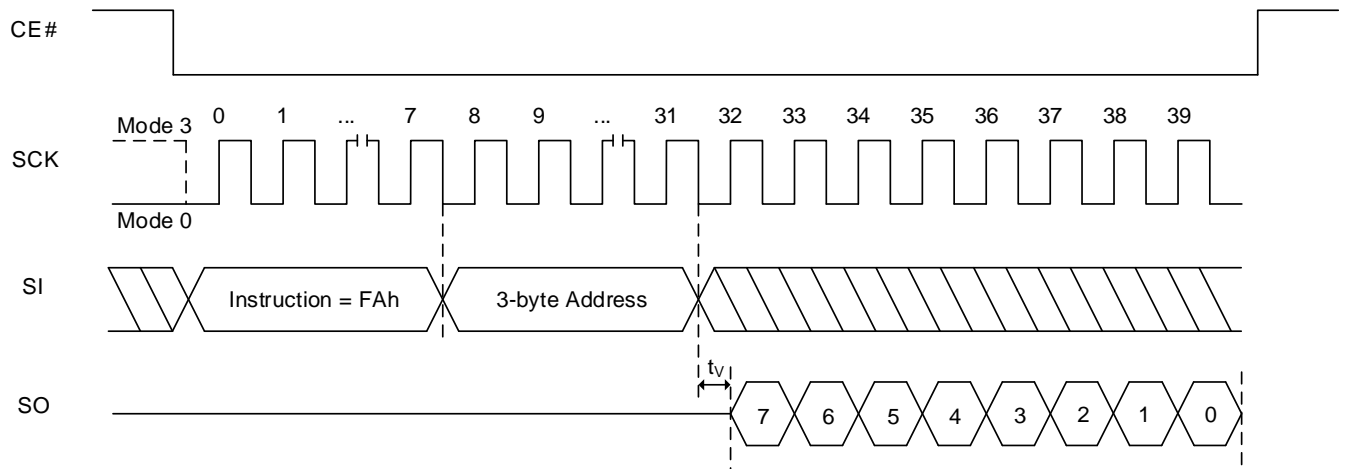 CE#
0 1 ... 7 8 9 ... 31 32 33 34 35 36 37 38 39
Mode 3
SCK
Mode 0
SI
Instruction = FAh
3-byte Address
tV
SO
7 6 5 4 3 2 1 0